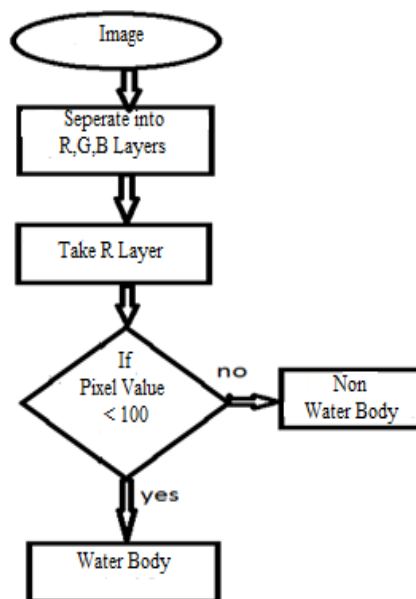 Image
Seperate into
R,G,B Layers
Take R Layer
If
Pixel Value
< 100
no
Non
Water Body
yes
Water Body